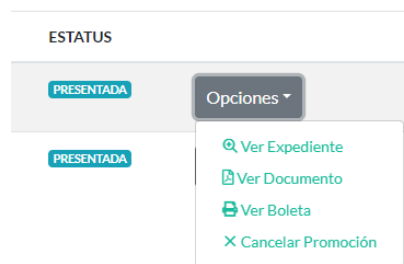 ESTATUS
PRESENTADA
Opciones
Ver Expediente
PRESENTADA
Ver Documento
Ver Boleta
Cancelar Promoción